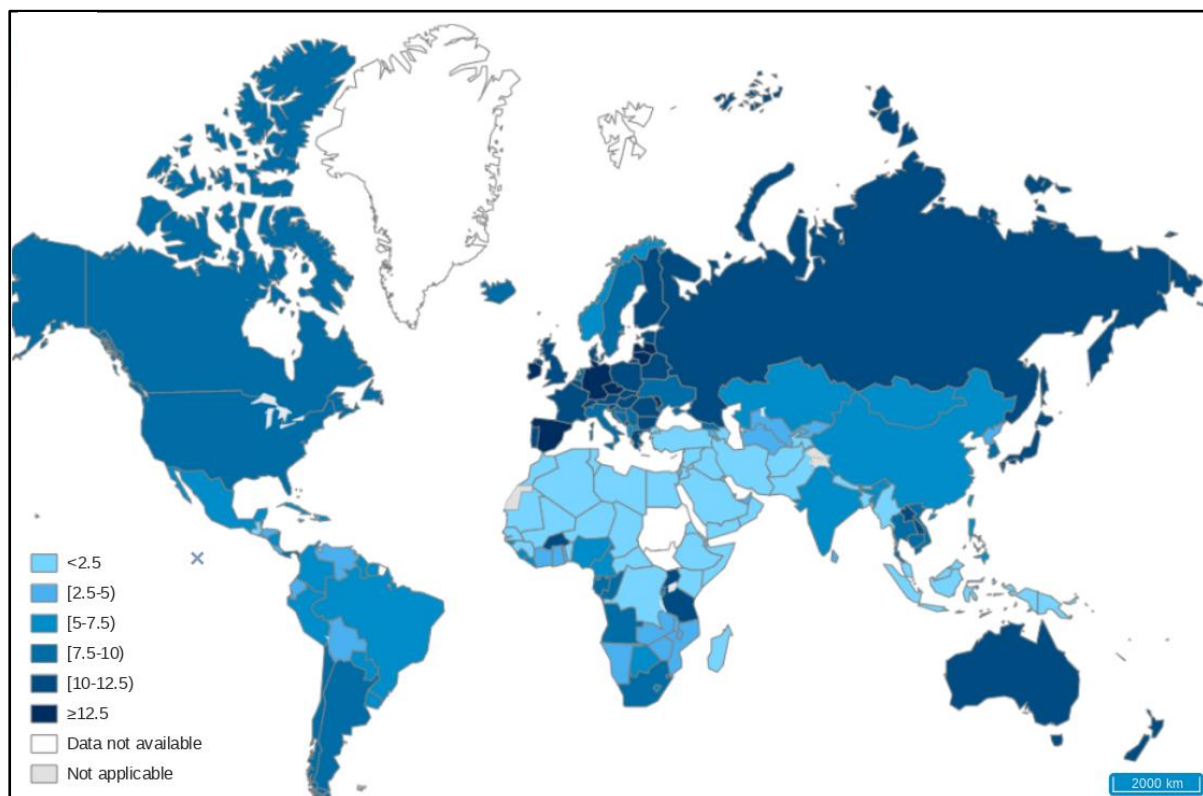 <2.5
[2.5-5)
[5-7.5)
[7.5-10)
[10-12.5)
≥12.5
Data not available
Not applicable
2000 km